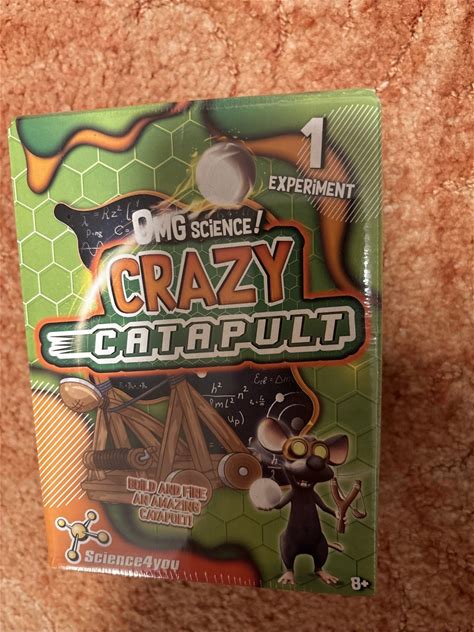 1
EXPERIMENT
OMG SCIENCE!
CRAZY
CATAPULT
BUILD AND FIRE
AN AMAZING
CATAPULT!
Science4you
8+